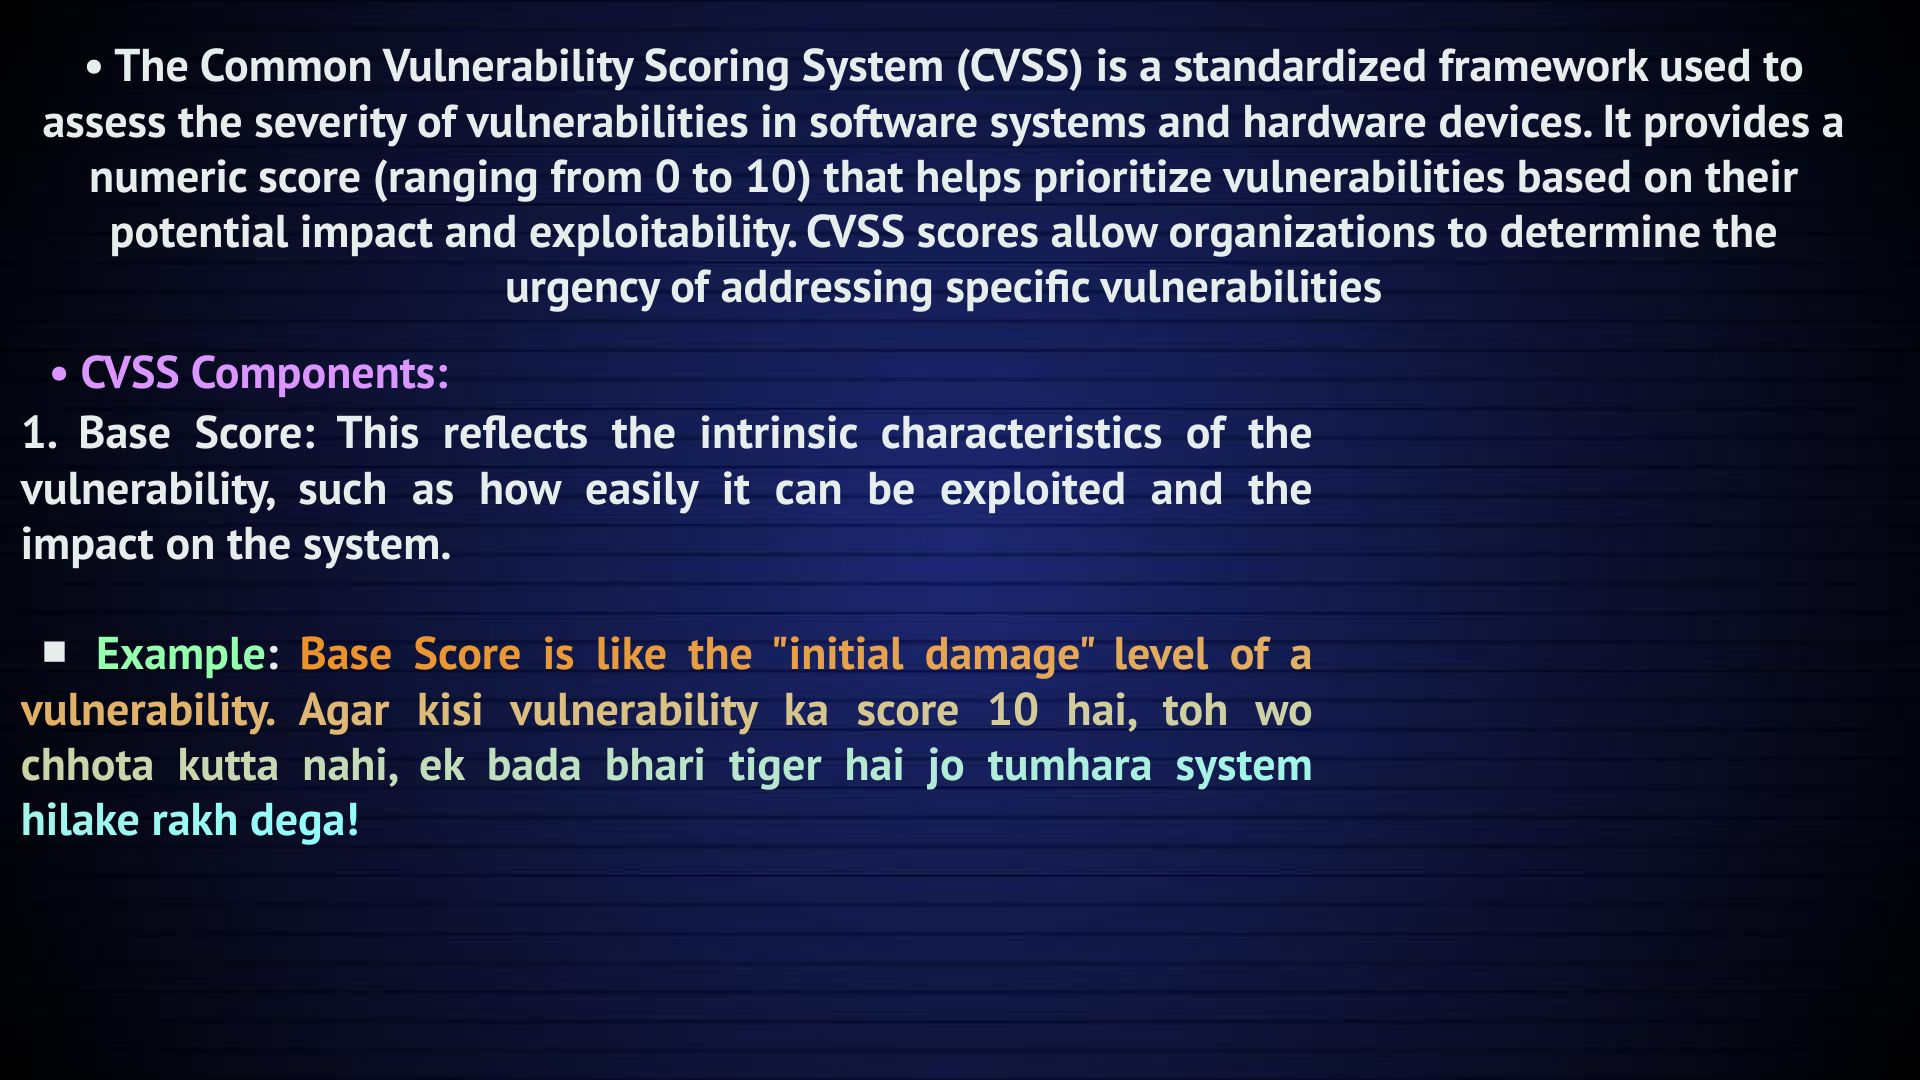 • The Common Vulnerability Scoring System (CVSS) is a standardized framework used to
assess the severity of vulnerabilities in software systems and hardware devices. It provides a
numeric score (ranging from 0 to 10) that helps prioritize vulnerabilities based on their
potential impact and exploitability. CVSS scores allow organizations to determine the
urgency of addressing specific vulnerabilities
• CVSS Components:
1. Base Score: This reflects the intrinsic characteristics of the
vulnerability, such as how easily it can be exploited and the
impact on the system.
▪ Example: Base Score is like the "initial damage" level of a
vulnerability. Agar kisi vulnerability ka score 10 hai, toh wo
chhota kutta nahi, ek bada bhari tiger hai jo tumhara system
hilake rakh dega!